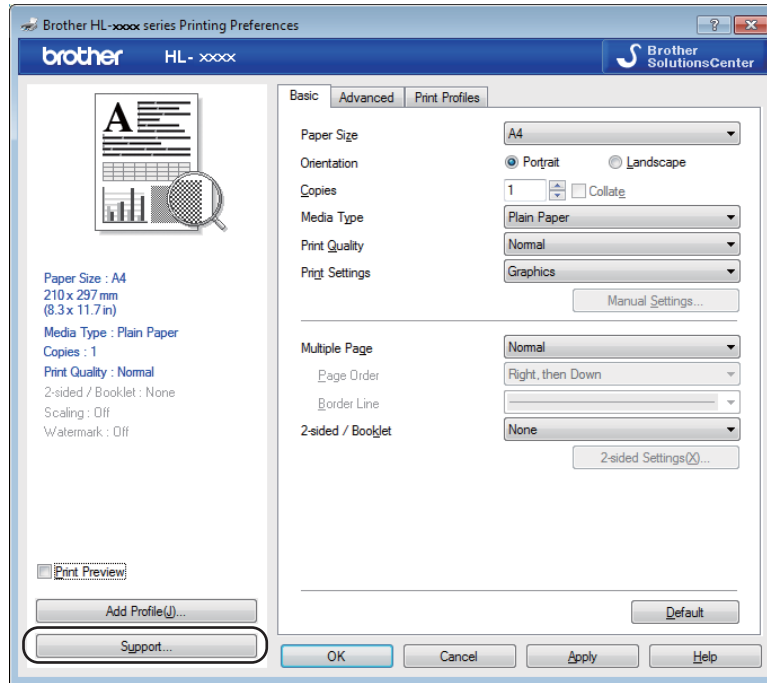 Brother HL-xxxx series Printing Preferences
brother HL- xxxx
Brother
SolutionsCenter
Basic Advanced Print Profiles
A
Paper Size A4
Orientation Portrait Landscape
Copies 1 Collate
Media Type Plain Paper
Print Quality Normal
Print Settings Graphics
Manual Settings...
Multiple Page Normal
Page Order Right, then Down
Border Line
2-sided / Booklet None
2-sided Settings(X)...
Paper Size : A4
210 x 297 mm
(8.3 x 11.7 in)
Media Type : Plain Paper
Copies : 1
Print Quality : Normal
2-sided / Booklet : None
Scaling : Off
Watermark : Off
Print Preview
Add Profile(J)...
Support...
Default
OK Cancel Apply Help